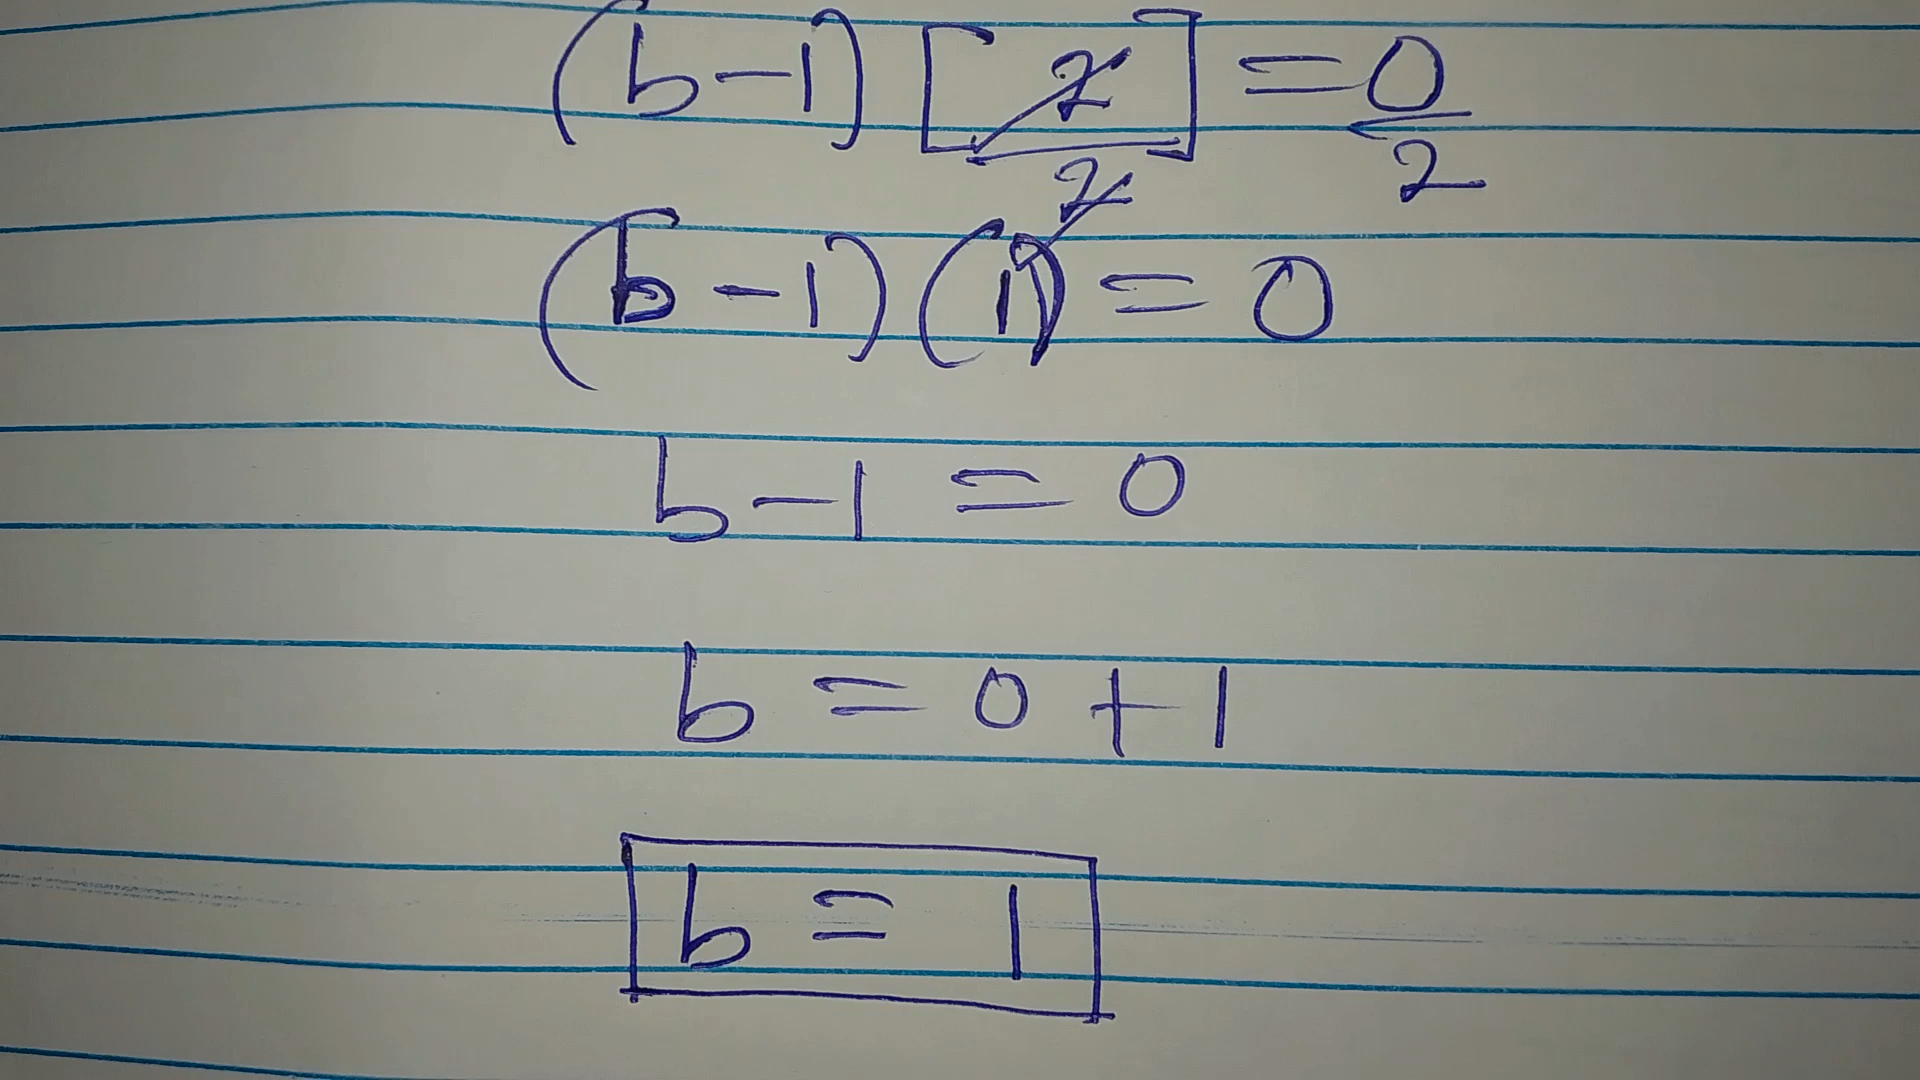 (b-1)[2/2] = 0/2
(b-1)(1) = 0
b-1 = 0
b = 0+1
b = 1